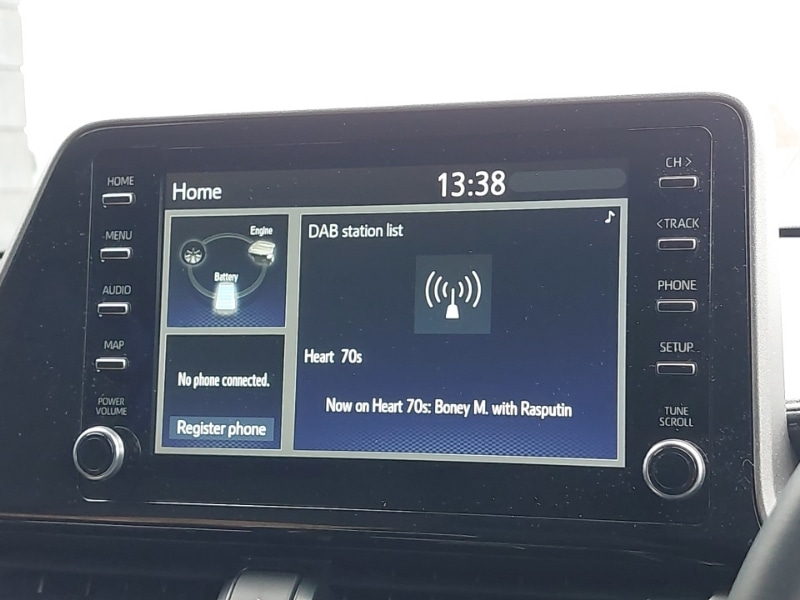 HOME
MENU
AUDIO
MAP
POWER
VOLUME
Home
13:38
Engine
Battery
No phone connected.
Register phone
DAB station list
Heart 70s
Now on Heart 70s: Boney M. with Rasputin
CH >
< TRACK
PHONE
SETUP
TUNE
SCROLL